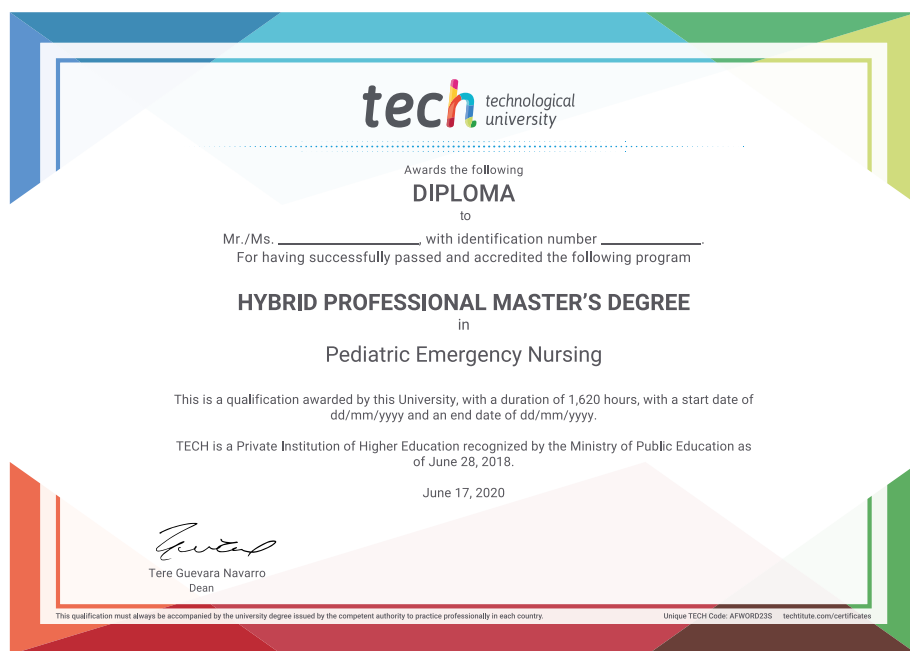 tech technological
university
Awards the following
DIPLOMA
to
Mr./Ms. ____________________, with identification number ______________.
For having successfully passed and accredited the following program
HYBRID PROFESSIONAL MASTER'S DEGREE
in
Pediatric Emergency Nursing
This is a qualification awarded by this University, with a duration of 1,620 hours, with a start date of
dd/mm/yyyy and an end date of dd/mm/yyyy.
TECH is a Private Institution of Higher Education recognized by the Ministry of Public Education as
of June 28, 2018.
June 17, 2020
Tere Guevara Navarro
Dean
This qualification must always be accompanied by the university degree issued by the competent authority to practice professionally in each country. Unique TECH Code: AFWORD23S techtitute.com/certificates